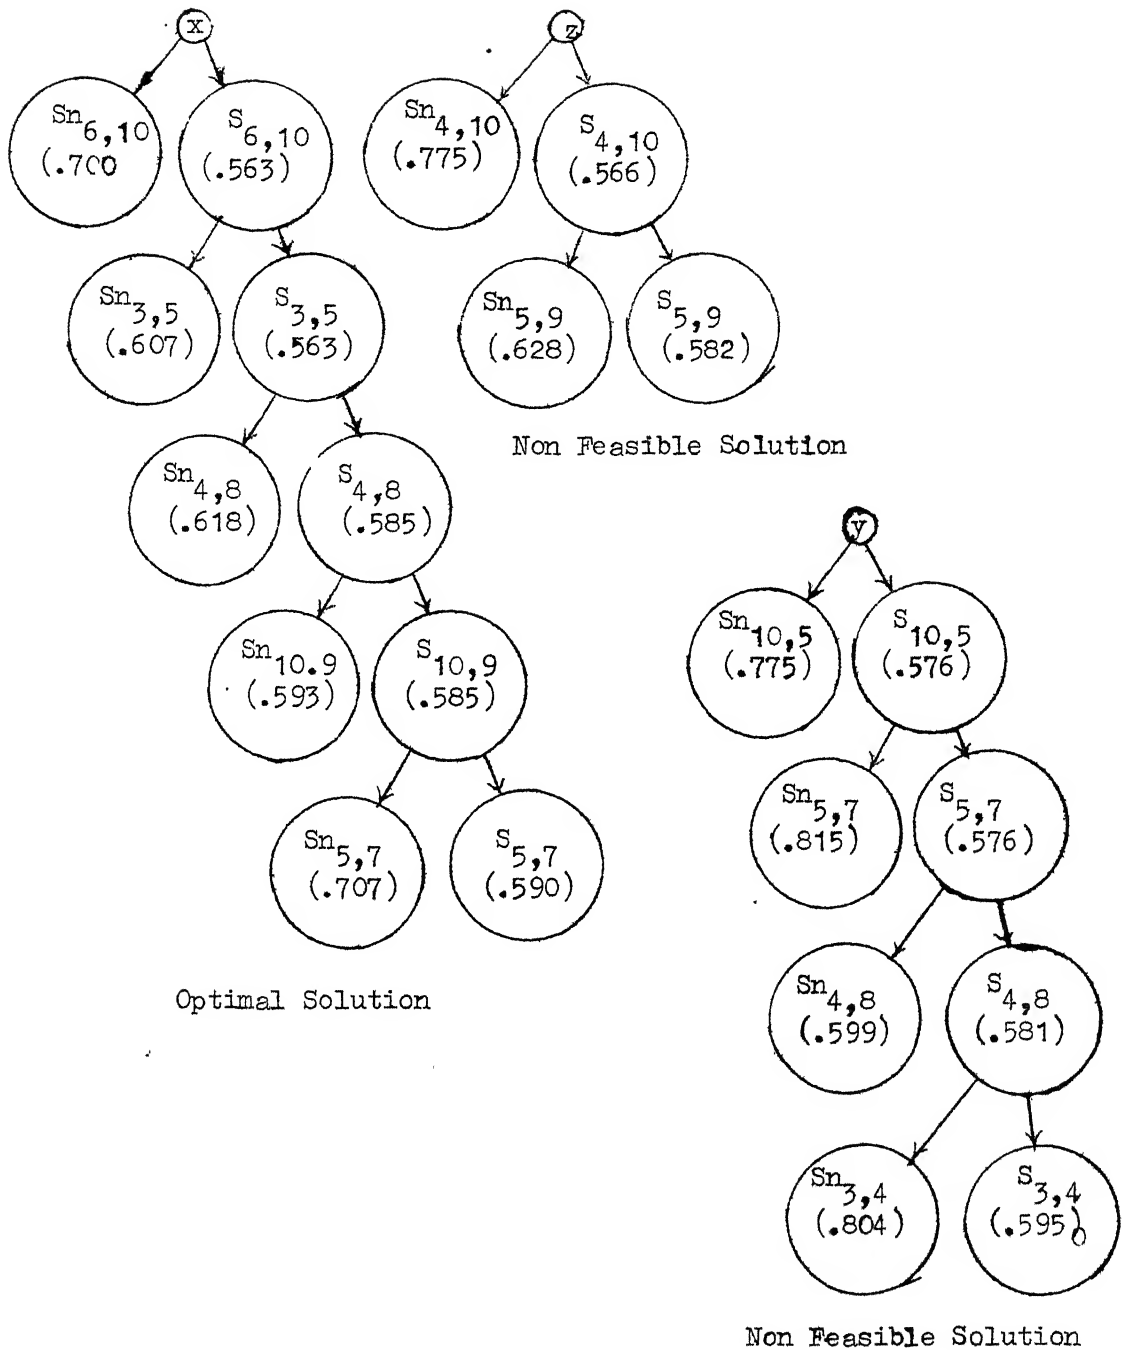 x
Sn6,10
(.700
S6,10
(.563)
Sn3,5
(.607)
S3,5
(.563)
Sn4,8
(.618)
S4,8
(.585)
Sn10.9
(.593)
S10,9
(.585)
Sn5,7
(.707)
S5,7
(.590)
Optimal Solution
z
Sn4,10
(.775)
S4,10
(.566)
Sn5,9
(.628)
S5,9
(.582)
Non Feasible Solution
y
Sn10,5
(.775)
S10,5
(.576)
Sn5,7
(.815)
S5,7
(.576)
Sn4,8
(.599)
S4,8
(.581)
Sn3,4
(.804)
S3,4
(.595)
Non Feasible Solution